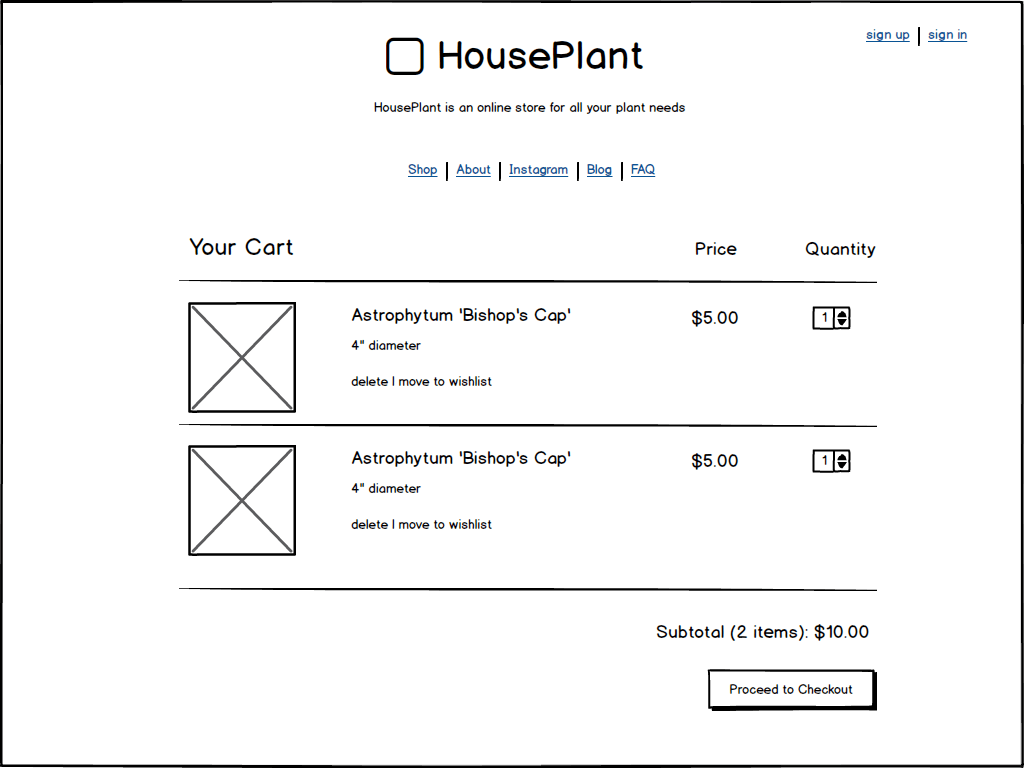 sign up | sign in
HousePlant
HousePlant is an online store for all your plant needs
Shop | About | Instagram | Blog | FAQ
Your Cart Price Quantity
Astrophytum 'Bishop's Cap' $5.00 1
4" diameter
delete | move to wishlist
Astrophytum 'Bishop's Cap' $5.00 1
4" diameter
delete | move to wishlist
Subtotal (2 items): $10.00
Proceed to Checkout